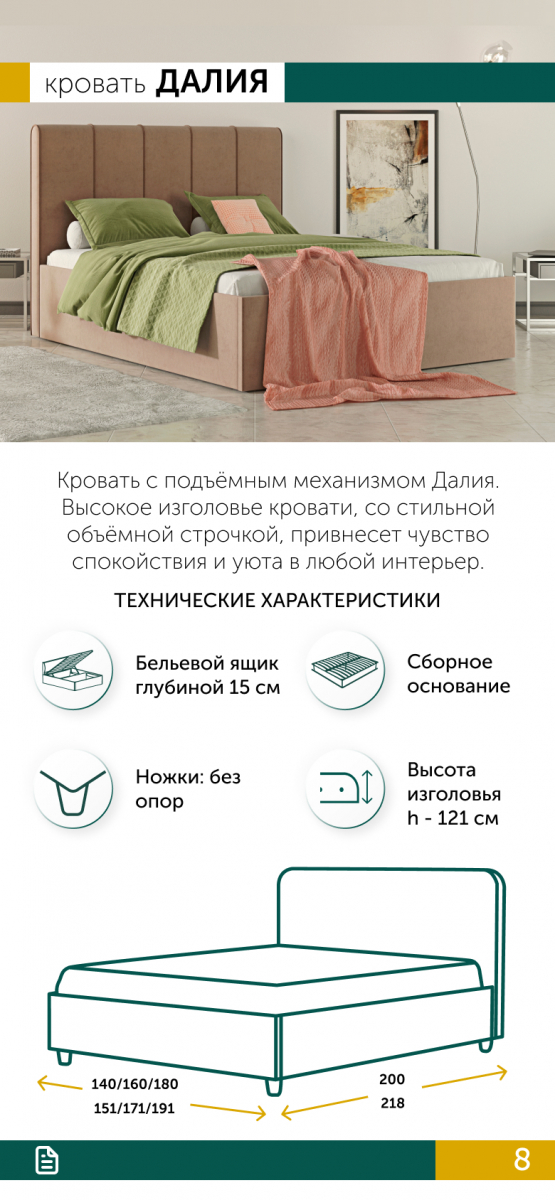 кровать ДАЛИЯ
Кровать с подъёмным механизмом Далия.
Высокое изголовье кровати, со стильной
объёмной строчкой, привнесет чувство
спокойствия и уюта в любой интерьер.
ТЕХНИЧЕСКИЕ ХАРАКТЕРИСТИКИ
Бельевой ящик
глубиной 15 см
Сборное
основание
Ножки: без
опор
Высота
изголовья
h - 121 см
140/160/180
151/171/191
200
218
8